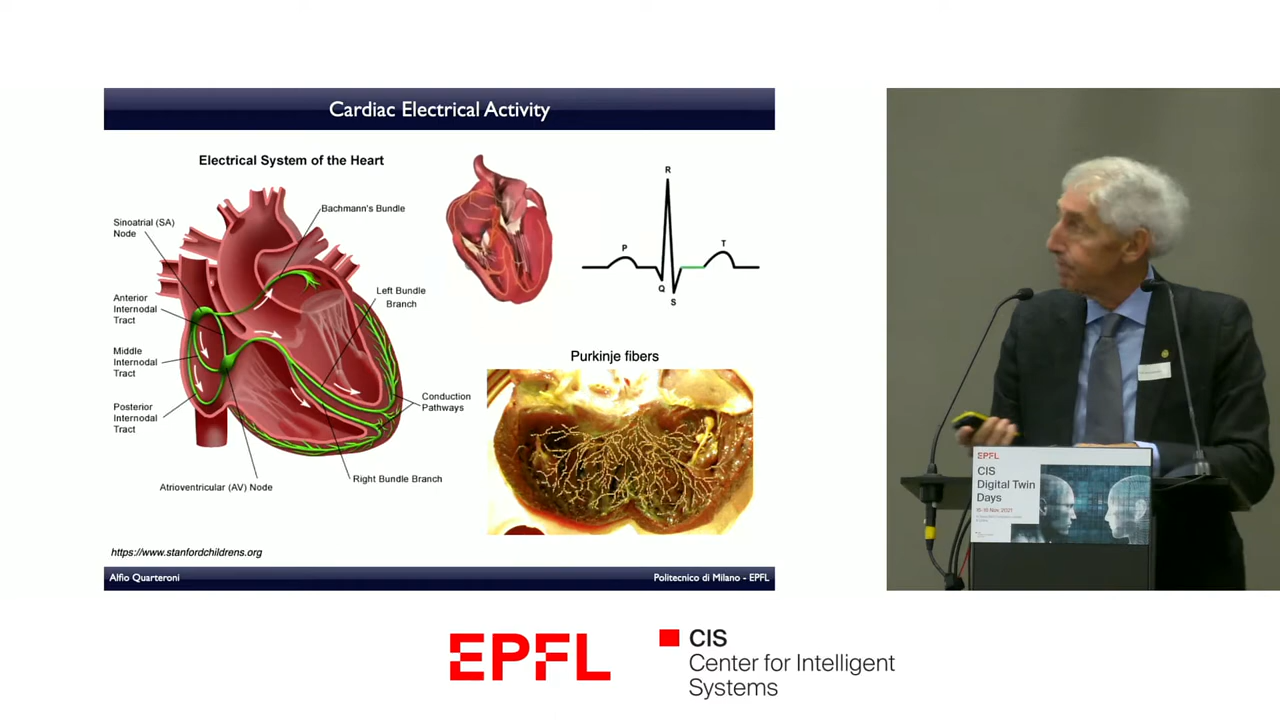 Cardiac Electrical Activity
Electrical System of the Heart
Bachmann's Bundle
Sinoatrial (SA)
Node
Left Bundle
Branch
Anterior
Internodal
Tract
Middle
Internodal
Tract
Posterior
Internodal
Tract
Conduction
Pathways
Right Bundle Branch
Atrioventricular (AV) Node
R
P
T
Q
S
Purkinje fibers
https://www.stanfordchildrens.org
Alfio Quarteroni
Politecnico di Milano - EPFL
EPFL
CIS
Digital Twin
Days
EPFL
CIS
Center for Intelligent
Systems